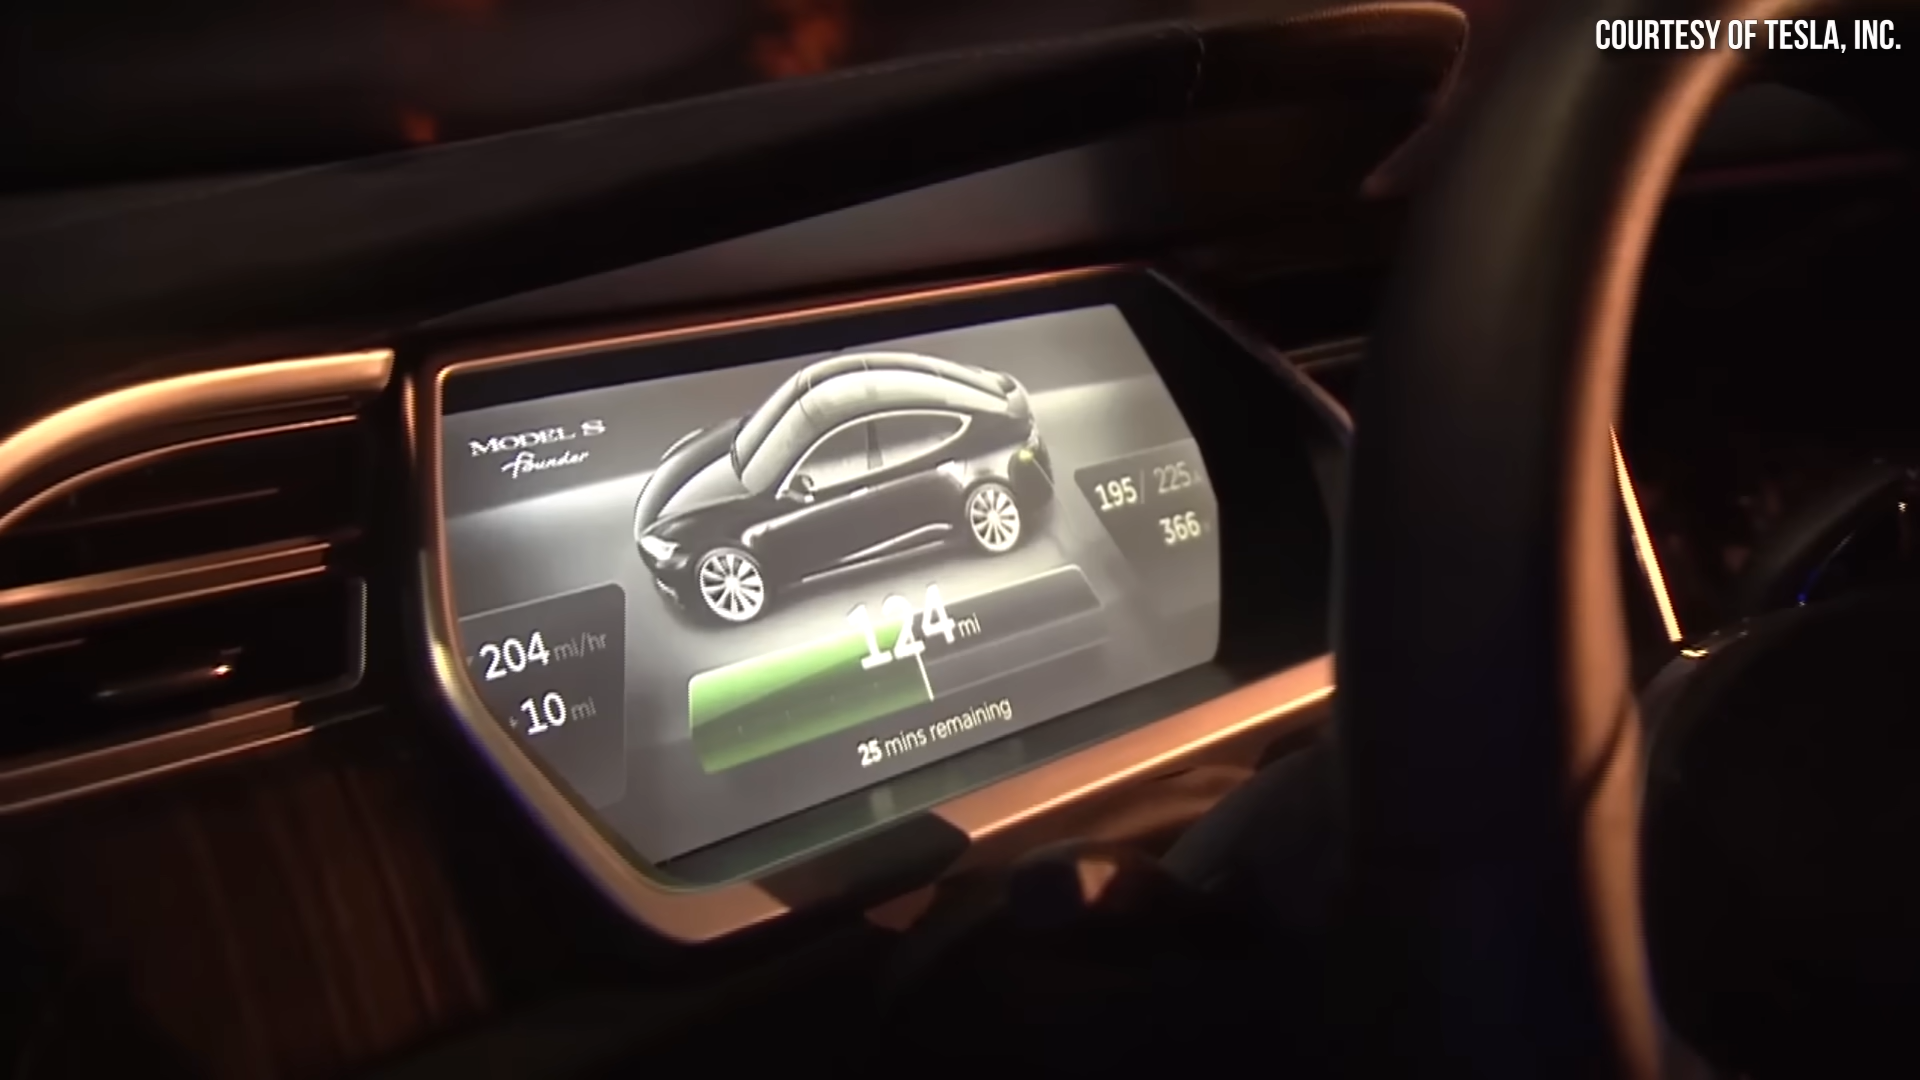 COURTESY OF TESLA, INC.
MODEL S
founder
195 / 225 A
366
204 mi/hr
+10 mi
124 mi
25 mins remaining